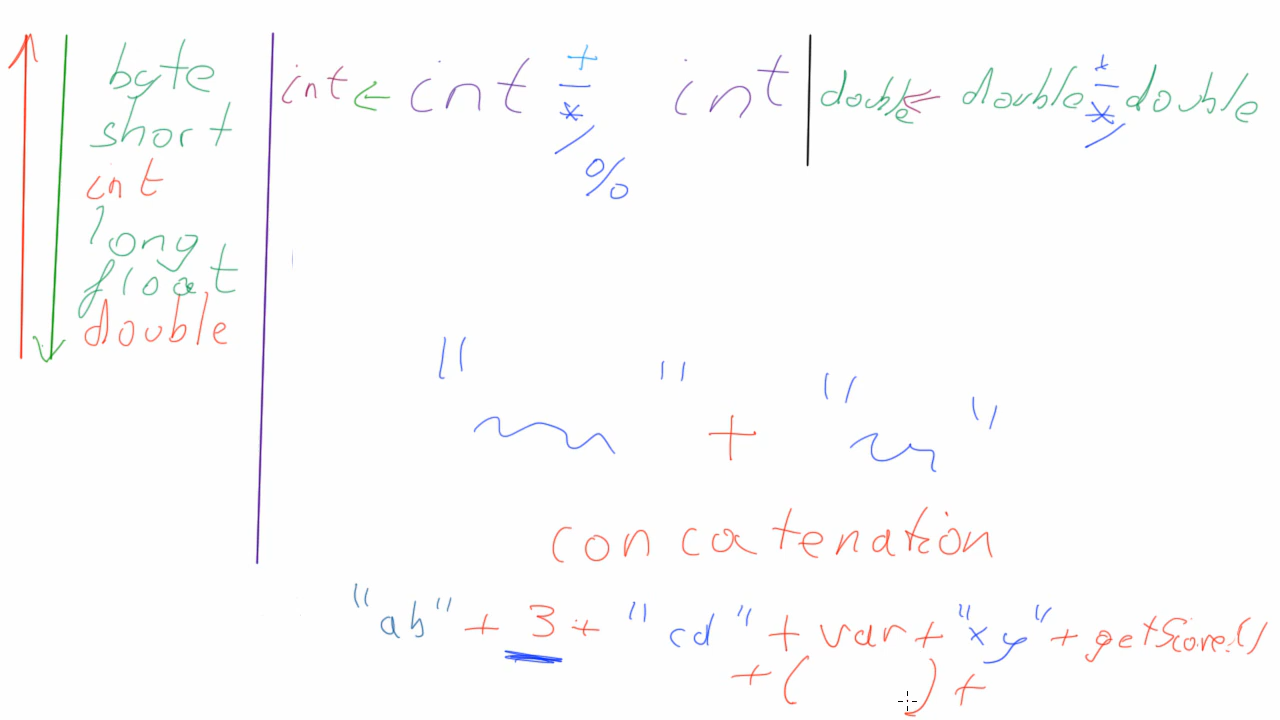 byte
short
int
long
float
double
int ← int + - * / % int
double ← double + - * / double
" " + " "
concatenation
"ab" + 3 + "cd" + var + "xy" + getScore()
+ ( ) +